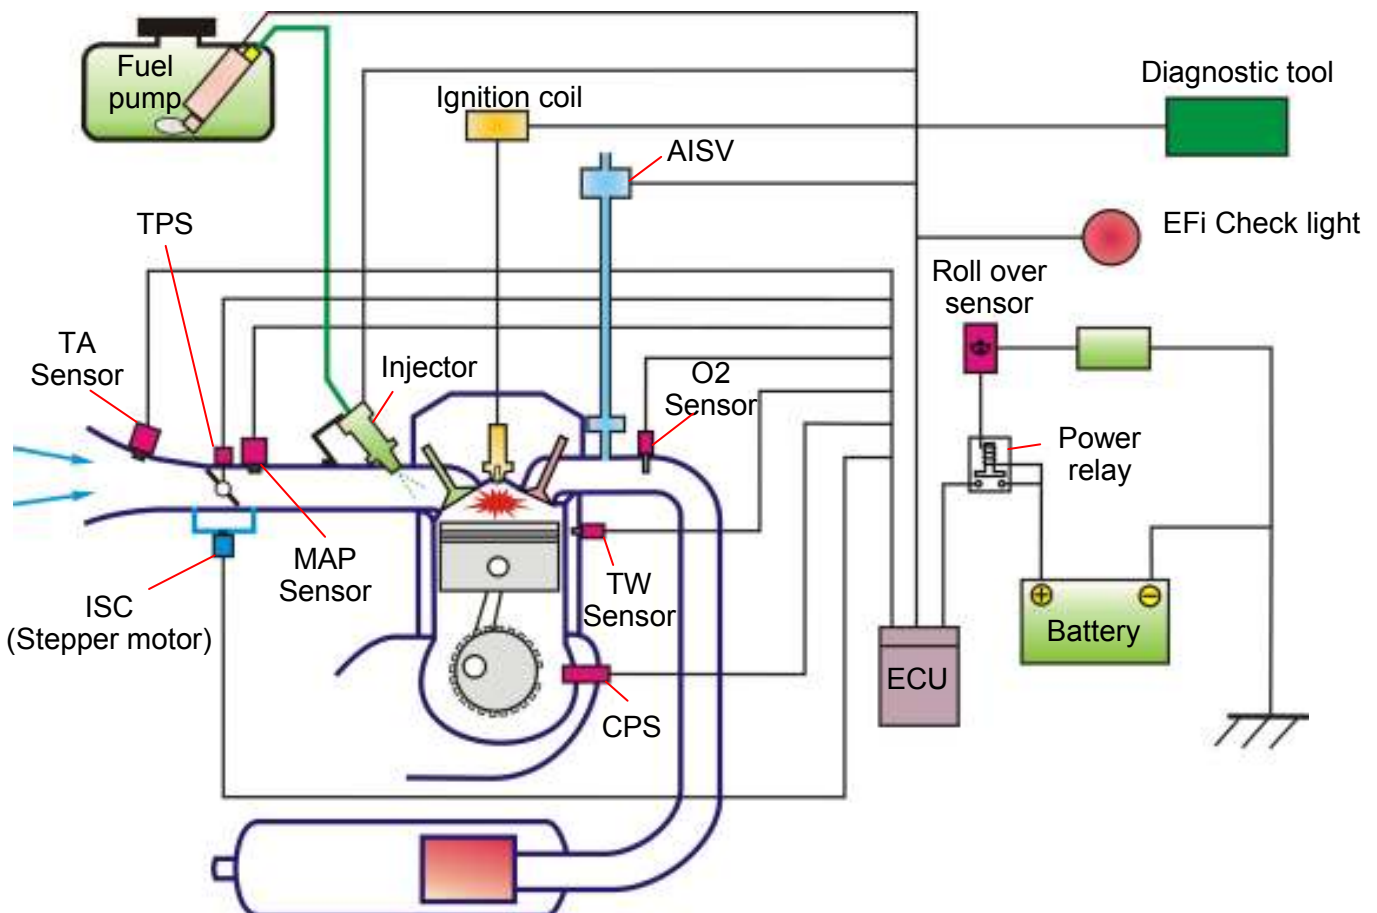 Fuel
pump
Ignition coil
Diagnostic tool
AISV
TPS
EFi Check light
Roll over
sensor
TA
Sensor
Injector
O2
Sensor
Power
relay
MAP
Sensor
TW
Sensor
ISC
(Stepper motor)
+
−
Battery
ECU
CPS